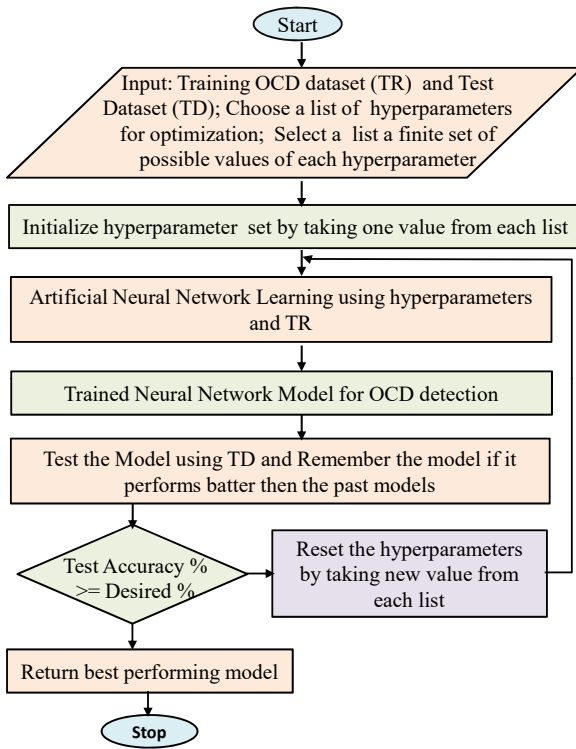 Start
Input: Training OCD dataset (TR) and Test
Dataset (TD); Choose a list of hyperparameters
for optimization; Select a list a finite set of
possible values of each hyperparameter
Initialize hyperparameter set by taking one value from each list
Artificial Neural Network Learning using hyperparameters
and TR
Trained Neural Network Model for OCD detection
Test the Model using TD and Remember the model if it
performs batter then the past models
Test Accuracy %
>= Desired %
Reset the hyperparameters
by taking new value from
each list
Return best performing model
Stop